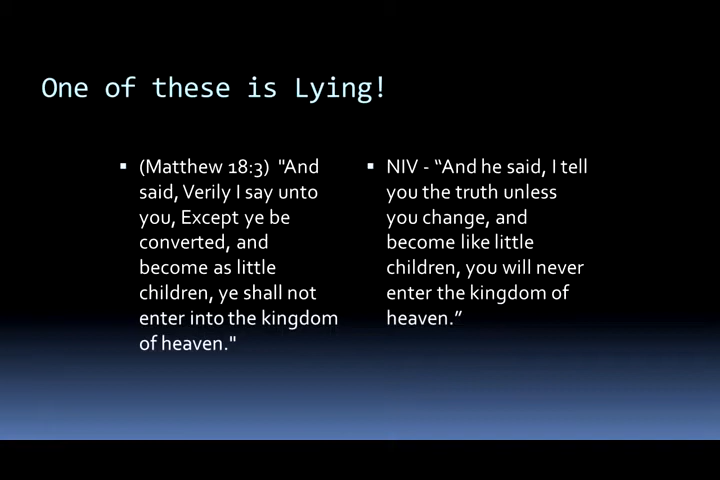 One of these is Lying!
▪ (Matthew 18:3) "And
said, Verily I say unto
you, Except ye be
converted, and
become as little
children, ye shall not
enter into the kingdom
of heaven."
▪ NIV - “And he said, I tell
you the truth unless
you change, and
become like little
children, you will never
enter the kingdom of
heaven.”